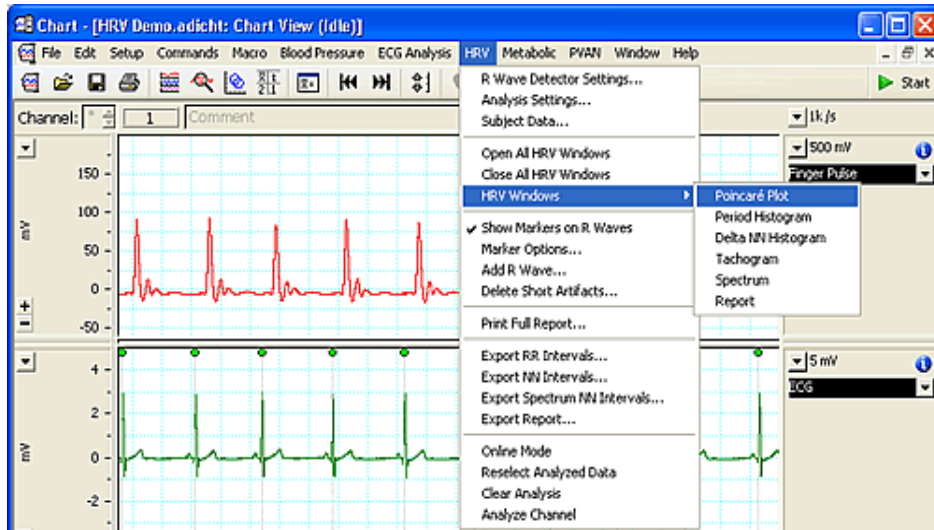 Chart - [HRV Demo.adicht: Chart View (Idle)]
File Edit Setup Commands Macro Blood Pressure ECG Analysis HRV Metabolic PVAN Window Help
Start
Channel: * 1 Comment
1k /s
R Wave Detector Settings...
Analysis Settings...
Subject Data...
Open All HRV Windows
Close All HRV Windows
HRV Windows
Show Markers on R Waves
Marker Options...
Add R Wave...
Delete Short Artifacts...
Print Full Report...
Export RR Intervals...
Export NN Intervals...
Export Spectrum NN Intervals...
Export Report...
Online Mode
Reselect Analyzed Data
Clear Analysis
Analyze Channel
Poincaré Plot
Period Histogram
Delta NN Histogram
Tachogram
Spectrum
Report
500 mV
Finger Pulse
150
100
50
0
-50
mV
5 mV
ECG
4
2
0
-2
mV